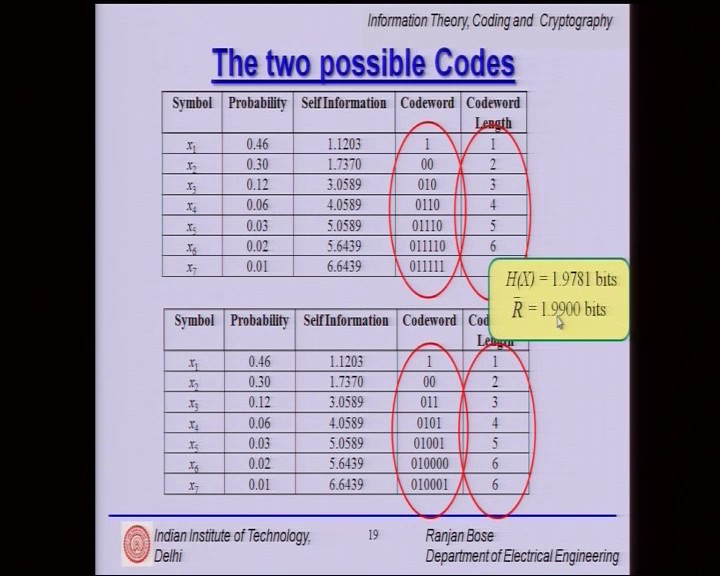 Information Theory, Coding and Cryptography
The two possible Codes
Symbol Probability Self Information Codeword Codeword Length
x1 0.46 1.1203 1 1
x2 0.30 1.7370 00 2
x3 0.12 3.0589 010 3
x4 0.06 4.0589 0110 4
x5 0.03 5.0589 01110 5
x6 0.02 5.6439 011110 6
x7 0.01 6.6439 011111
H(X) = 1.9781 bits
R̄ = 1.9900 bits
Symbol Probability Self Information Codeword
x1 0.46 1.1203 1 1
x2 0.30 1.7370 00 2
x3 0.12 3.0589 011 3
x4 0.06 4.0589 0101 4
x5 0.03 5.0589 01001 5
x6 0.02 5.6439 010000 6
x7 0.01 6.6439 010001 6
Indian Institute of Technology,
Delhi
19
Ranjan Bose
Department of Electrical Engineering